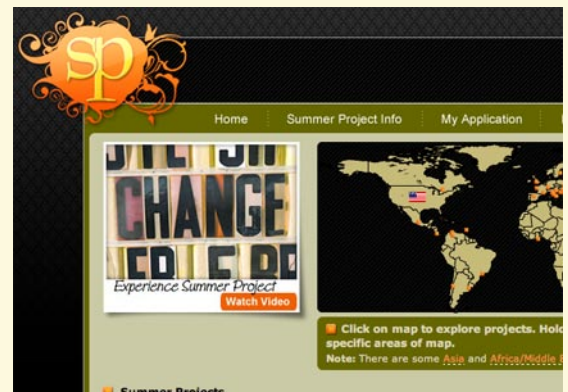 sp
Home Summer Project Info My Application
CHANGE
Experience Summer Project
Watch Video
Click on map to explore projects. Hold
specific areas of map.
Note: There are some Asia and Africa/Middle
Summer Projects